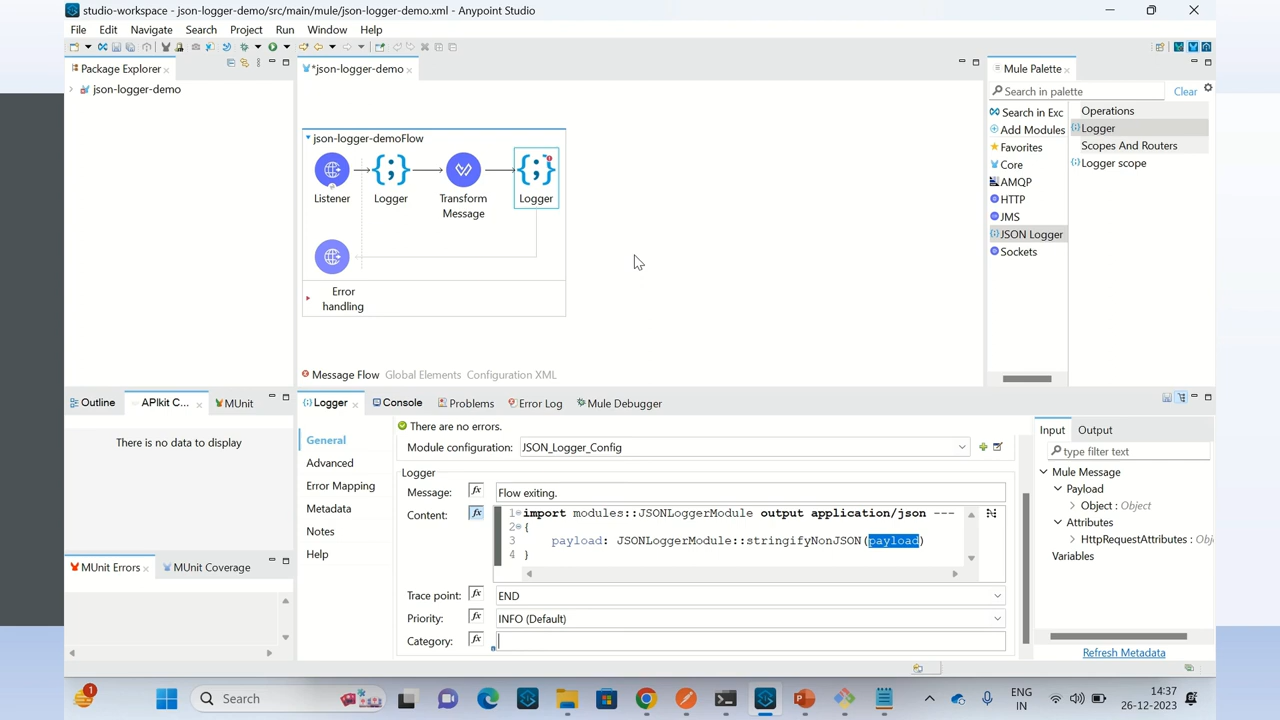 studio-workspace - json-logger-demo/src/main/mule/json-logger-demo.xml - Anypoint Studio
File Edit Navigate Search Project Run Window Help
Package Explorer
*json-logger-demo
Mule Palette
json-logger-demo
Search in palette
Clear
Search in Exc
Add Modules
Favorites
Core
AMQP
HTTP
JMS
JSON Logger
Sockets
Operations
Logger
Scopes And Routers
Logger scope
json-logger-demoFlow
Listener
Logger
Transform
Message
Logger
Error
handling
Message Flow Global Elements Configuration XML
Outline
APIkit C...
MUnit
There is no data to display
MUnit Errors
MUnit Coverage
Logger
Console
Problems
Error Log
Mule Debugger
General
Advanced
Error Mapping
Metadata
Notes
Help
There are no errors.
Module configuration: JSON_Logger_Config
Logger
Message: fx Flow exiting.
Content: fx
1 import modules::JSONLoggerModule output application/json ---
2 {
3 payload: JSONLoggerModule::stringifyNonJSON(payload)
4 }
Trace point: fx END
Priority: fx INFO (Default)
Category: fx
Input Output
type filter text
Mule Message
Payload
Object : Object
Attributes
HttpRequestAttributes : Obj
Variables
Refresh Metadata
1
Search
ENG
IN
14:37
26-12-2023